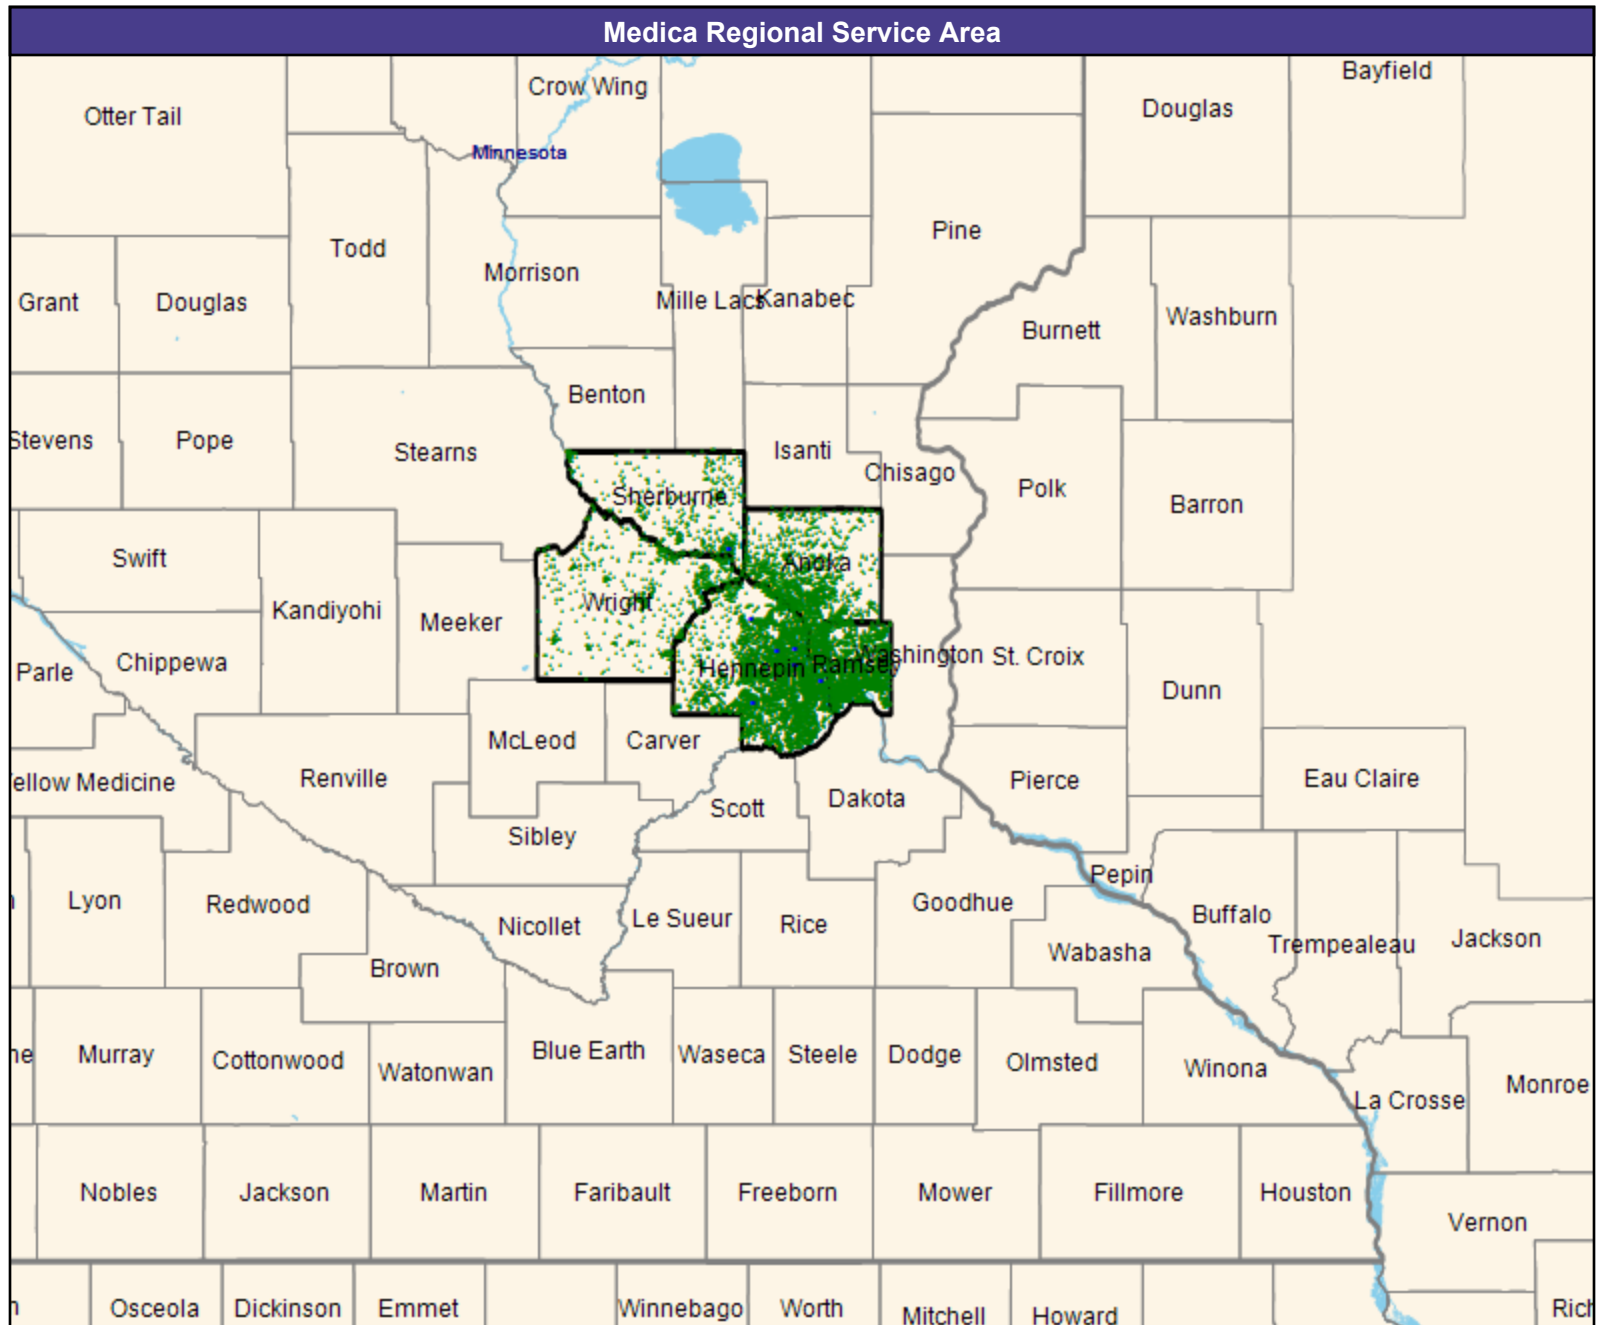 Medica Regional Service Area
Bayfield
Crow Wing
Douglas
Otter Tail
Minnesota
Pine
Todd
Morrison
Mille Lacs
Kanabec
Grant
Douglas
Washburn
Burnett
Benton
Stevens
Pope
Stearns
Isanti
Chisago
Polk
Barron
Sherburne
Swift
Anoka
Wright
Kandiyohi
Meeker
Chippewa
Parle
Hennepin
Ramsey
Washington
St. Croix
Dunn
McLeod
Carver
Renville
ellow Medicine
Pierce
Eau Claire
Scott
Dakota
Sibley
Pepin
Lyon
Redwood
Goodhue
Buffalo
Nicollet
Le Sueur
Rice
Trempealeau
Jackson
Wabasha
Brown
Murray
Cottonwood
Watonwan
Blue Earth
Waseca
Steele
Dodge
Olmsted
Winona
La Crosse
Monroe
ne
Nobles
Jackson
Martin
Faribault
Freeborn
Mower
Fillmore
Houston
Vernon
Osceola
Dickinson
Emmet
Winnebago
Worth
Mitchell
Howard
Rich